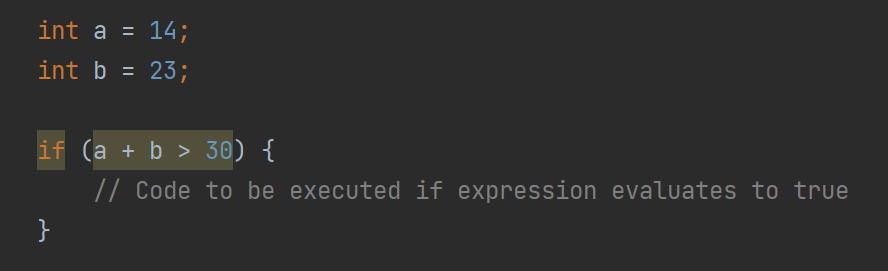 int a = 14;
int b = 23;
if (a + b > 30) {
// Code to be executed if expression evaluates to true
}